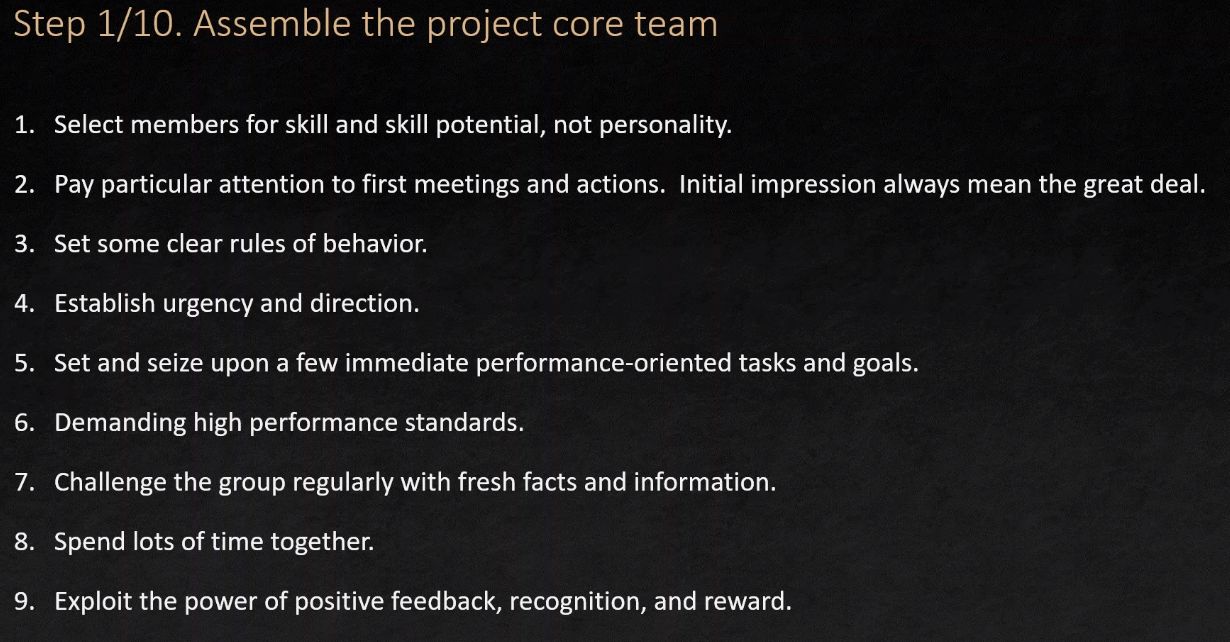 Step 1/10. Assemble the project core team
1. Select members for skill and skill potential, not personality.
2. Pay particular attention to first meetings and actions. Initial impression always mean the great deal.
3. Set some clear rules of behavior.
4. Establish urgency and direction.
5. Set and seize upon a few immediate performance-oriented tasks and goals.
6. Demanding high performance standards.
7. Challenge the group regularly with fresh facts and information.
8. Spend lots of time together.
9. Exploit the power of positive feedback, recognition, and reward.